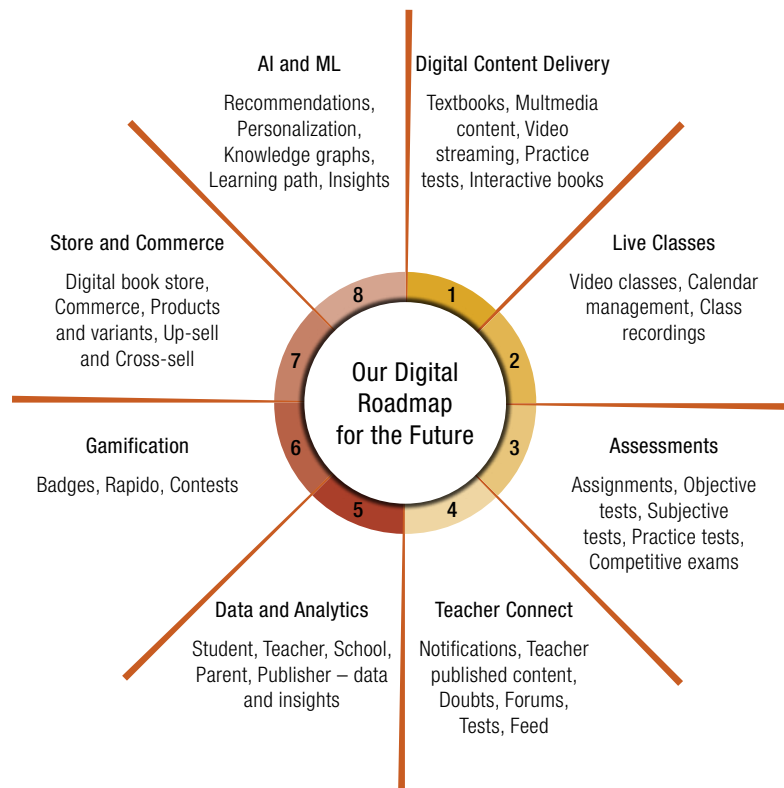 Our Digital
Roadmap
for the Future
1
Digital Content Delivery
Textbooks, Multimedia
content, Video
streaming, Practice
tests, Interactive books
2
Live Classes
Video classes, Calendar
management, Class
recordings
3
Assessments
Assignments, Objective
tests, Subjective
tests, Practice tests,
Competitive exams
4
Teacher Connect
Notifications, Teacher
published content,
Doubts, Forums,
Tests, Feed
5
Data and Analytics
Student, Teacher, School,
Parent, Publisher – data
and insights
6
Gamification
Badges, Rapido, Contests
7
Store and Commerce
Digital book store,
Commerce, Products
and variants, Up-sell
and Cross-sell
8
AI and ML
Recommendations,
Personalization,
Knowledge graphs,
Learning path, Insights